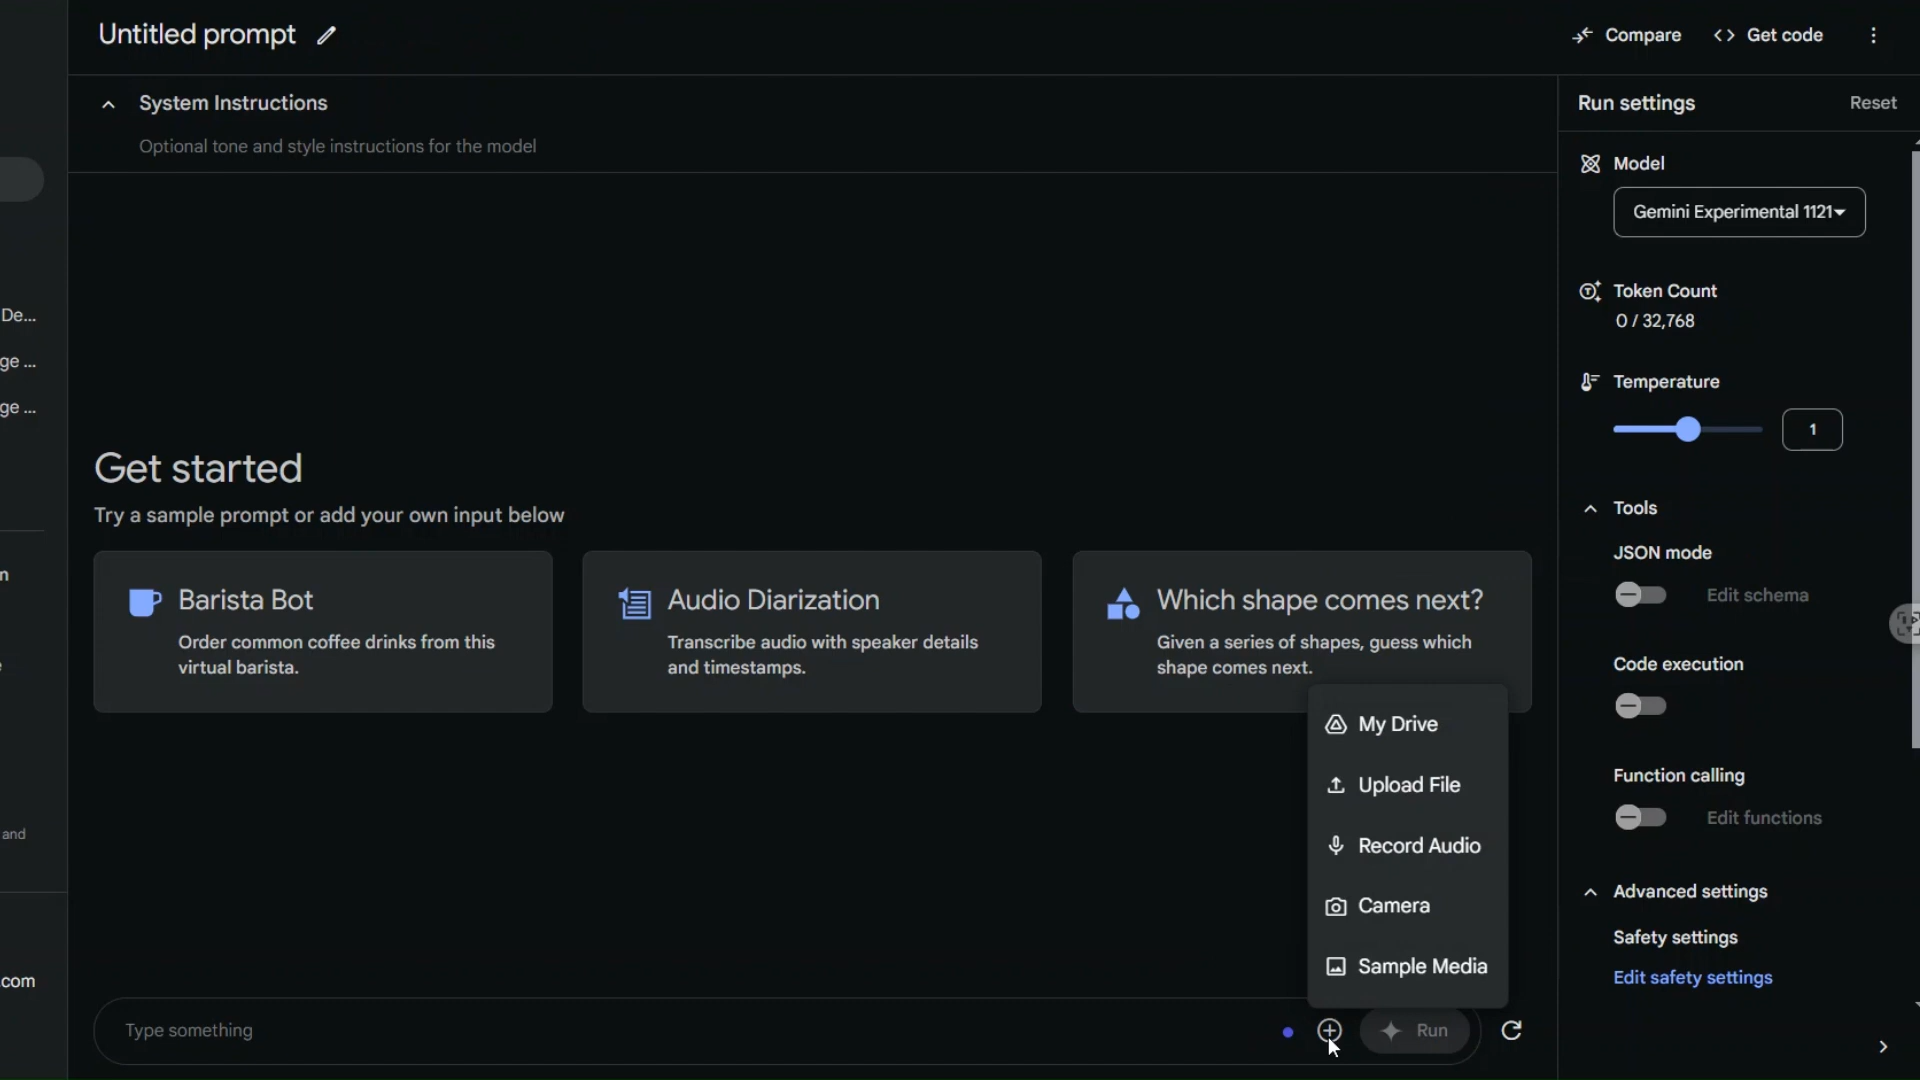 Untitled prompt
Compare
Get code
System Instructions
Optional tone and style instructions for the model
Run settings
Reset
Model
Gemini Experimental 1121
Token Count
0 / 32,768
Temperature
1
Tools
JSON mode
Edit schema
Code execution
Function calling
Edit functions
Advanced settings
Safety settings
Edit safety settings
De...
ge ...
ge ...
and
.com
Get started
Try a sample prompt or add your own input below
Barista Bot
Order common coffee drinks from this
virtual barista.
Audio Diarization
Transcribe audio with speaker details
and timestamps.
Which shape comes next?
Given a series of shapes, guess which
shape comes next.
My Drive
Upload File
Record Audio
Camera
Sample Media
Type something
Run